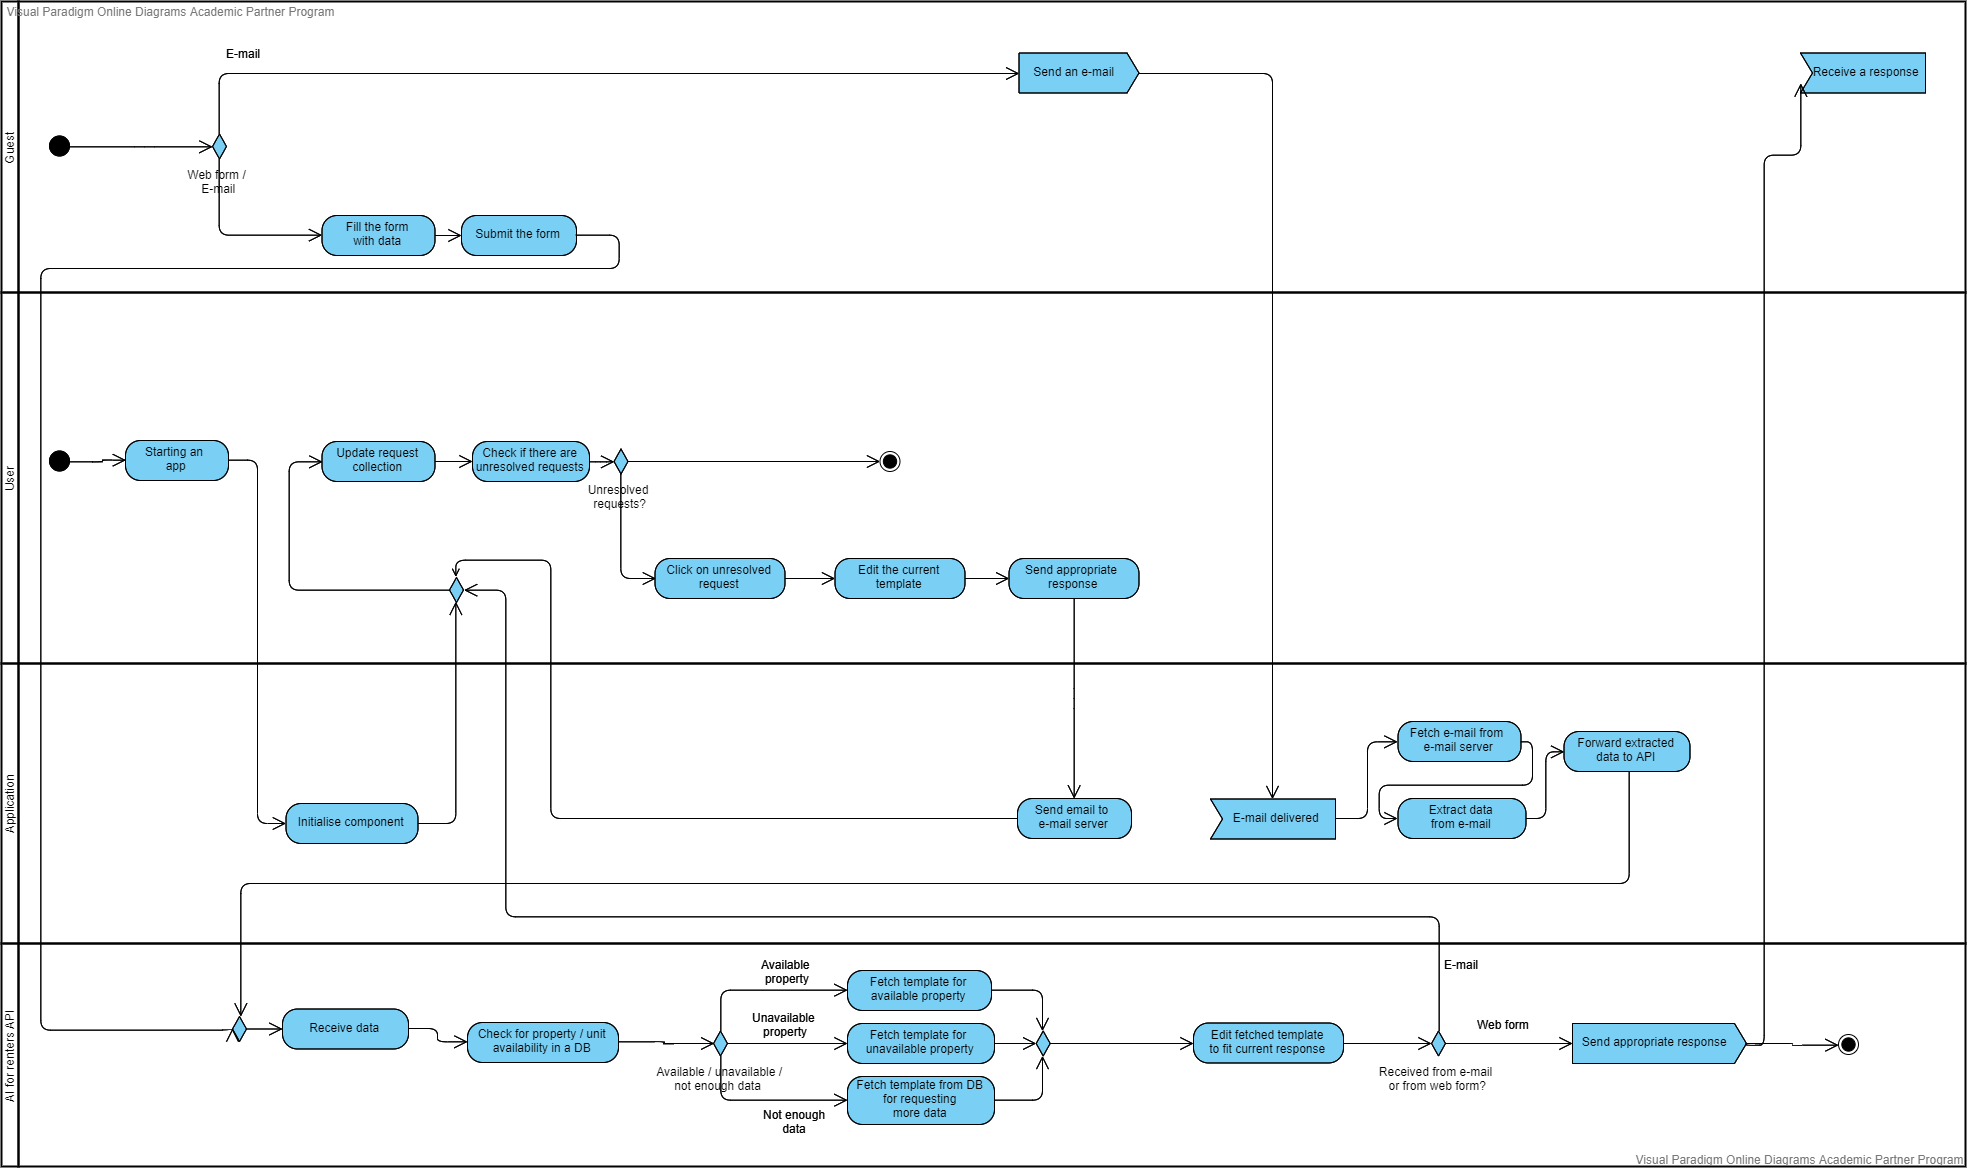 Visual Paradigm Online Diagrams Academic Partner Program
Guest
E-mail
Send an e-mail
Receive a response
Web form /
E-mail
Fill the form
with data
Submit the form
User
Starting an
app
Update request
collection
Check if there are
unresolved requests
Unresolved
requests?
Click on unresolved
request
Edit the current
template
Send appropriate
response
Application
Initialise component
Send email to
e-mail server
E-mail delivered
Fetch e-mail from
e-mail server
Extract data
from e-mail
Forward extracted
data to API
AI for renters API
Receive data
Check for property / unit
availability in a DB
Available / unavailable /
not enough data
Available
property
Fetch template for
available property
Unavailable
property
Fetch template for
unavailable property
Not enough
data
Fetch template from DB
for requesting
more data
Edit fetched template
to fit current response
Received from e-mail
or from web form?
E-mail
Web form
Send appropriate response
Visual Paradigm Online Diagrams Academic Partner Program